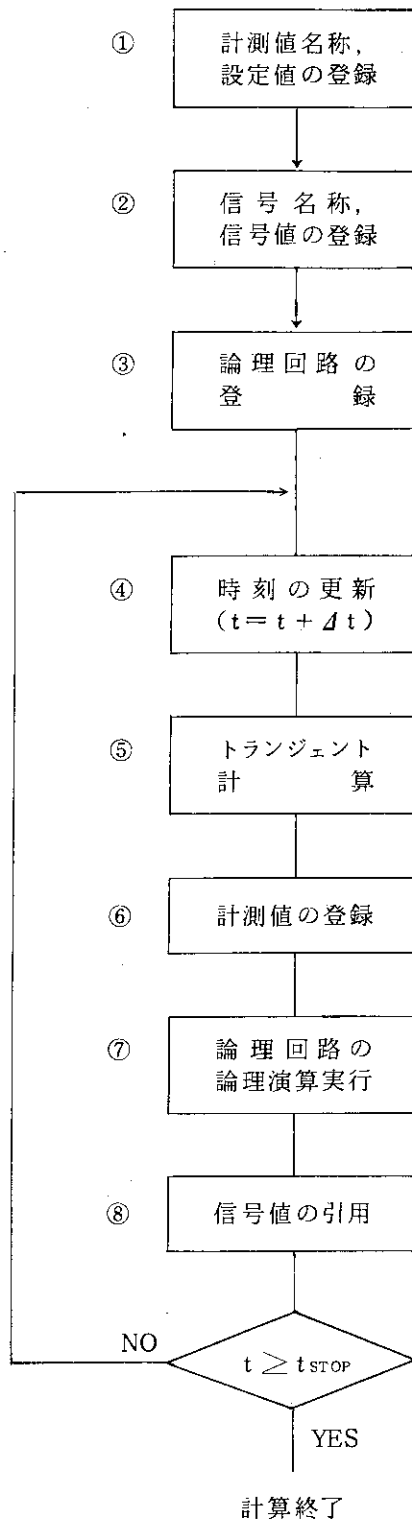 ①
計測値名称,
設定値の登録
②
信号名称,
信号値の登録
③
論理回路の
登録
④
時刻の更新
(t=t+Δt)
⑤
トランジェント
計算
⑥
計測値の登録
⑦
論理回路の
論理演算実行
⑧
信号値の引用
NO
t≥tSTOP
YES
計算終了